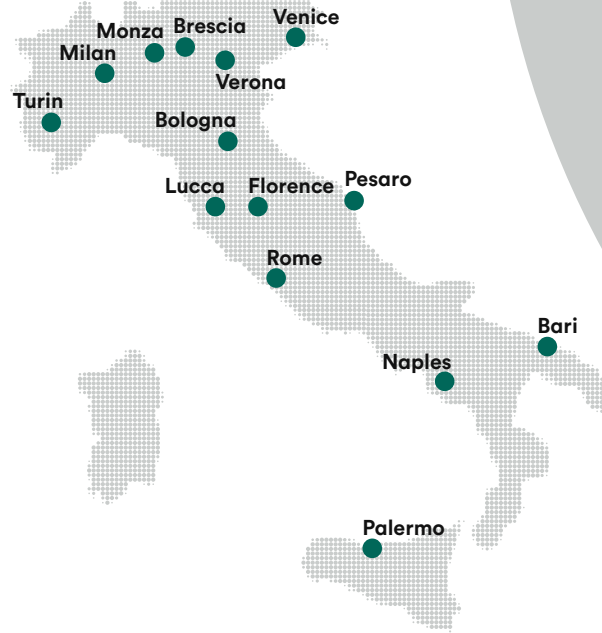 Venice
Monza
Brescia
Milan
Verona
Turin
Bologna
Lucca
Florence
Pesaro
Rome
Bari
Naples
Palermo